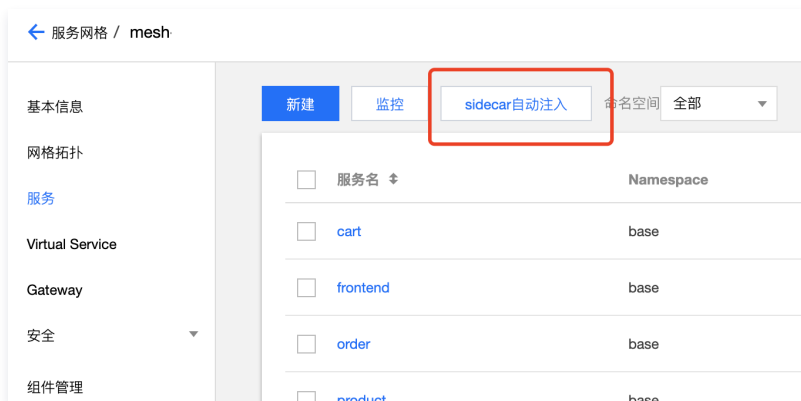 服务网格 / mesh
基本信息
网格拓扑
服务
Virtual Service
Gateway
安全
组件管理
新建 监控 sidecar自动注入 命名空间 全部
服务名 Namespace
cart base
frontend base
order base
product base